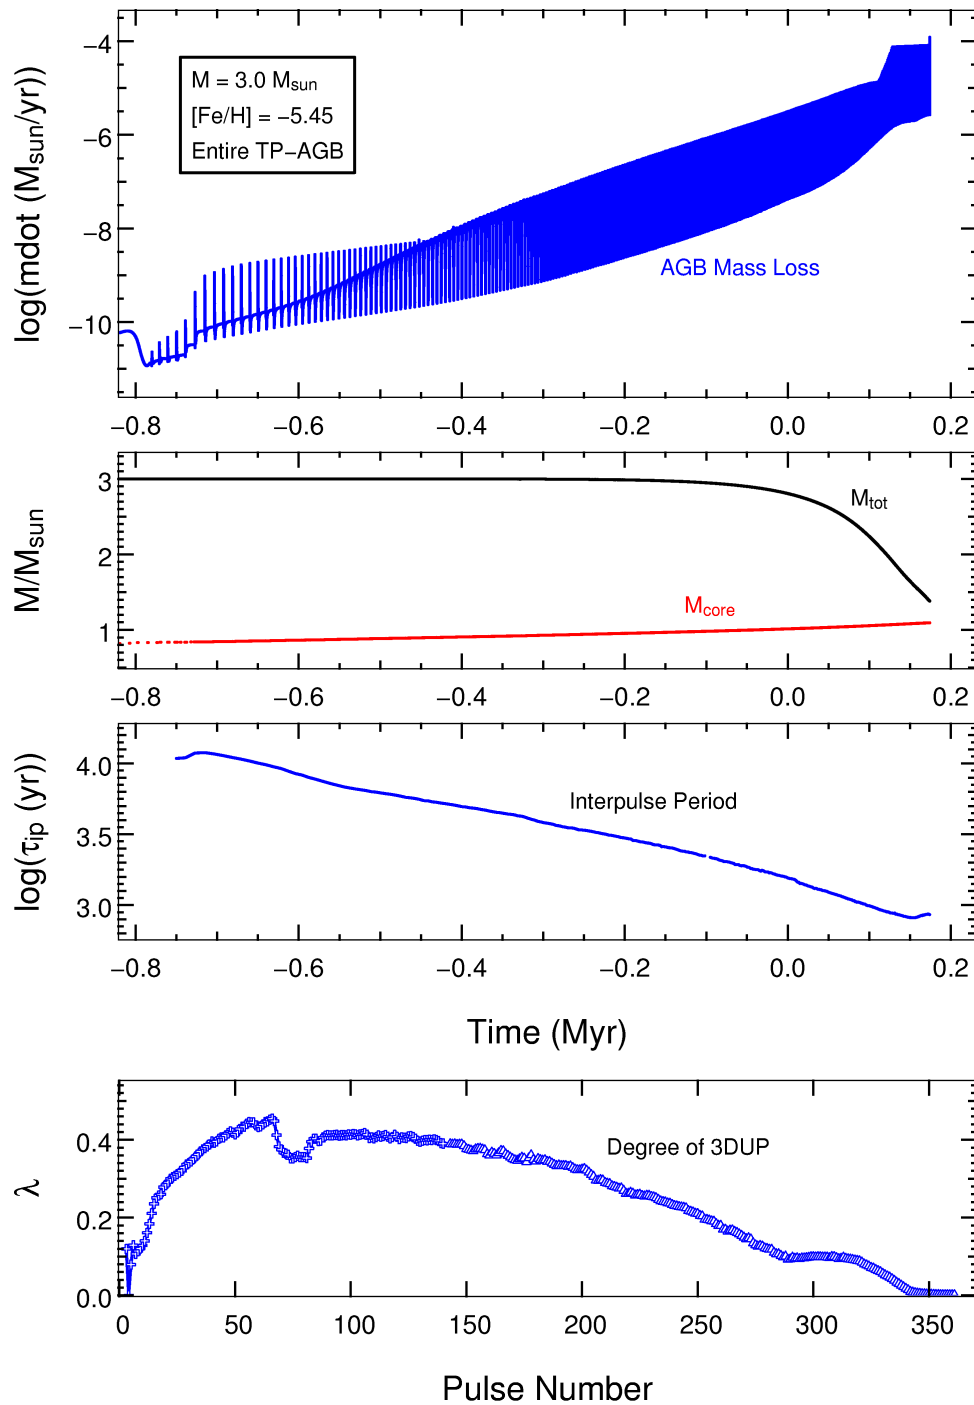 log(mdot (Msun/yr))
−4
−6
−8
−10
M = 3.0 Msun
[Fe/H] = −5.45
Entire TP−AGB
AGB Mass Loss
−0.8 −0.6 −0.4 −0.2 0.0 0.2
M/Msun
3
2
1
Mtot
Mcore
−0.8 −0.6 −0.4 −0.2 0.0 0.2
log(τip (yr))
4.0
3.5
3.0
Interpulse Period
−0.8 −0.6 −0.4 −0.2 0.0 0.2
Time (Myr)
λ
0.4
0.2
0.0
Degree of 3DUP
0 50 100 150 200 250 300 350
Pulse Number